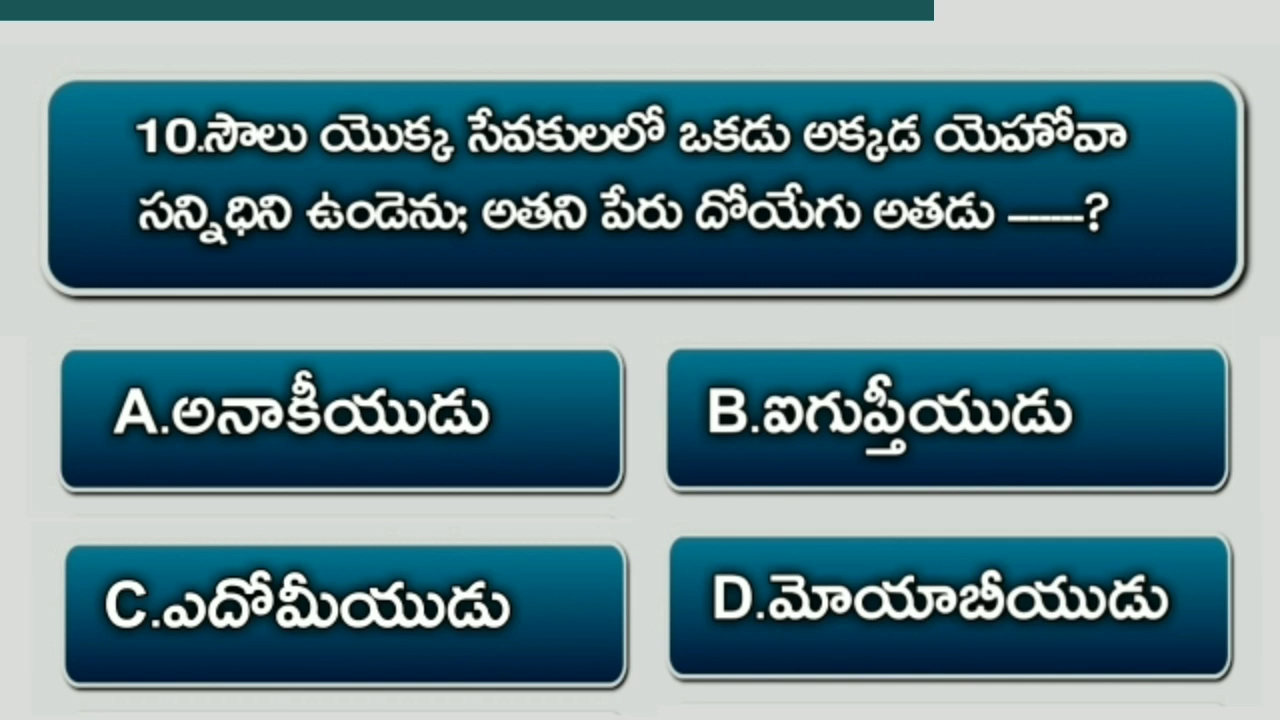 10.సౌలు యొక్క సేవకులలో ఒకడు అక్కడ యెహోవా
సన్నిధిని ఉండెను; అతని పేరు దోయేగు అతడు -----?
A.అనాకీయుడు
B.ఐగుప్తీయుడు
C.ఎదోమీయుడు
D.మోయాబీయుడు